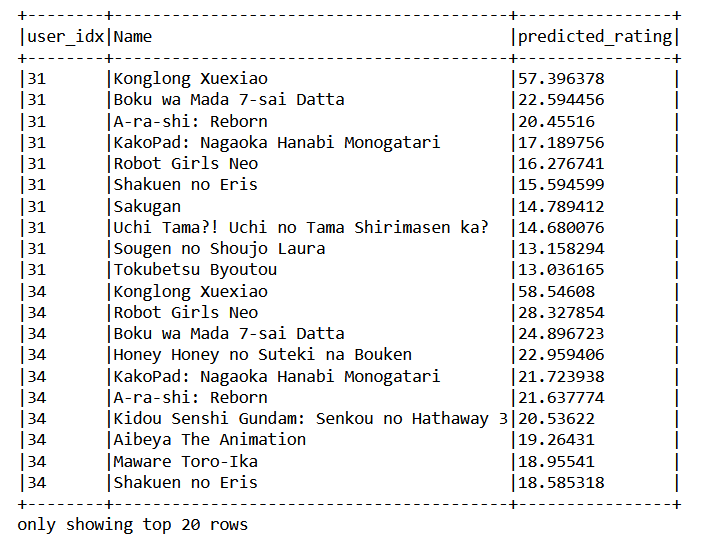 +--------+---------------------------------------+----------------+
|user_idx|Name                                   |predicted_rating|
+--------+---------------------------------------+----------------+
|31      |Konglong Xuexiao                       |57.396378       |
|31      |Boku wa Mada 7-sai Datta               |22.594456       |
|31      |A-ra-shi: Reborn                       |20.45516        |
|31      |KakoPad: Nagaoka Hanabi Monogatari     |17.189756       |
|31      |Robot Girls Neo                        |16.276741       |
|31      |Shakuen no Eris                        |15.594599       |
|31      |Sakugan                                |14.789412       |
|31      |Uchi Tama?! Uchi no Tama Shirimasen ka?|14.680076       |
|31      |Sougen no Shoujo Laura                 |13.158294       |
|31      |Tokubetsu Byoutou                      |13.036165       |
|34      |Konglong Xuexiao                       |58.54608        |
|34      |Robot Girls Neo                        |28.327854       |
|34      |Boku wa Mada 7-sai Datta               |24.896723       |
|34      |Honey Honey no Suteki na Bouken        |22.959406       |
|34      |KakoPad: Nagaoka Hanabi Monogatari     |21.723938       |
|34      |A-ra-shi: Reborn                       |21.637774       |
|34      |Kidou Senshi Gundam: Senkou no Hathaway 3|20.53622        |
|34      |Aibeya The Animation                   |19.26431        |
|34      |Maware Toro-Ika                        |18.95541        |
|34      |Shakuen no Eris                        |18.585318       |
+--------+---------------------------------------+----------------+
only showing top 20 rows